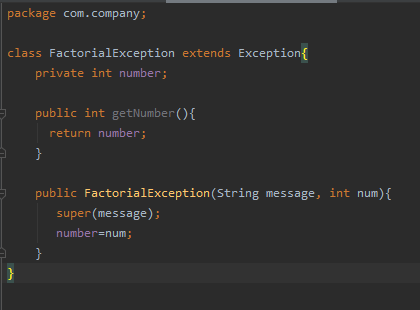 package com.company;
class FactorialException extends Exception{
private int number;
public int getNumber(){
return number;
}
public FactorialException(String message, int num){
super(message);
number=num;
}
}